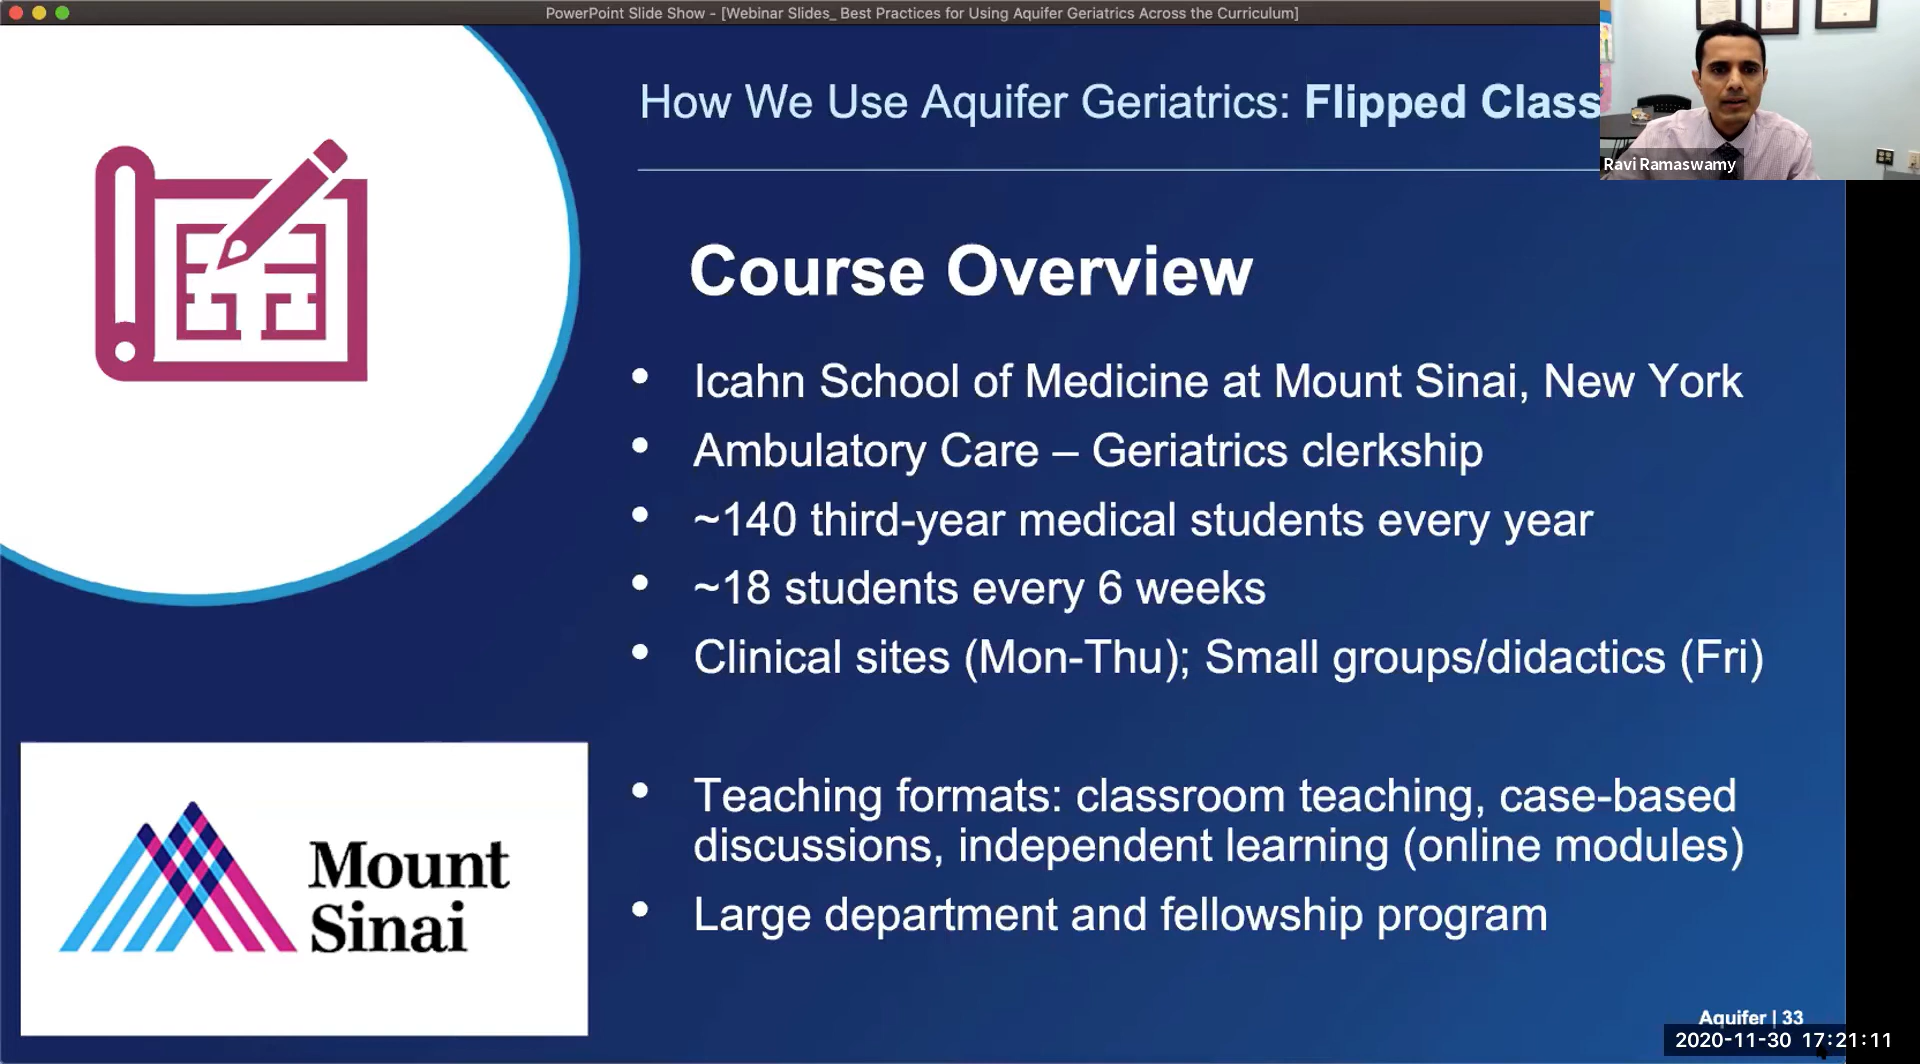 PowerPoint Slide Show - [Webinar Slides_ Best Practices for Using Aquifer Geriatrics Across the Curriculum]
How We Use Aquifer Geriatrics: Flipped Class
Ravi Ramaswamy
Course Overview
• Icahn School of Medicine at Mount Sinai, New York
• Ambulatory Care – Geriatrics clerkship
• ~140 third-year medical students every year
• ~18 students every 6 weeks
• Clinical sites (Mon-Thu); Small groups/didactics (Fri)
• Teaching formats: classroom teaching, case-based
discussions, independent learning (online modules)
• Large department and fellowship program
Mount
Sinai
Aquifer | 33
2020-11-30 17:21:11